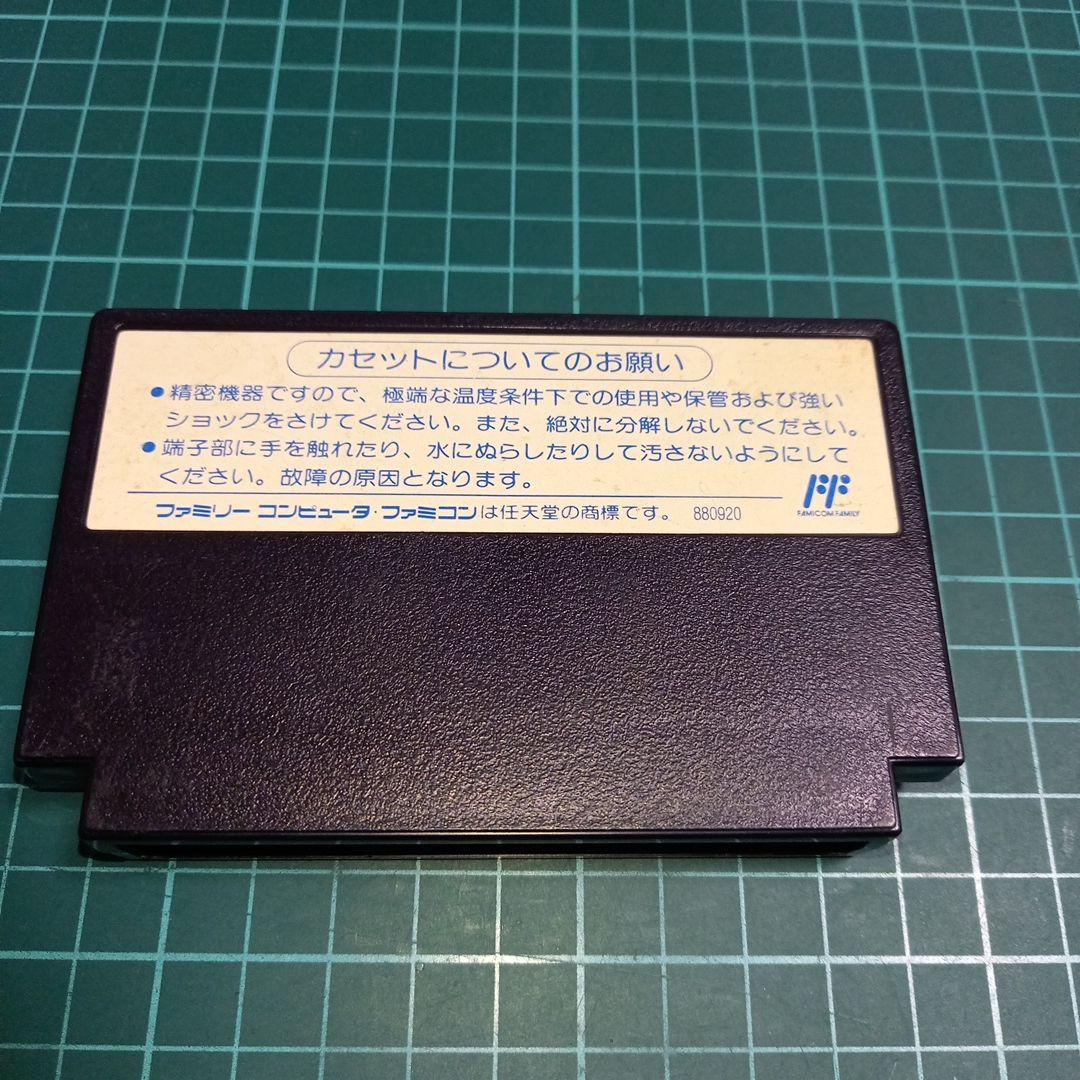 カセットについてのお願い
●精密機器ですので、極端な温度条件下での使用や保管および強い
ショックをさけてください。また、絶対に分解しないでください。
●端子部に手を触れたり、水にぬらしたりして汚さないようにして
ください。故障の原因となります。
FF
FAMICOM FAMILY
ファミリー コンピュータ・ファミコンは任天堂の商標です。 880920